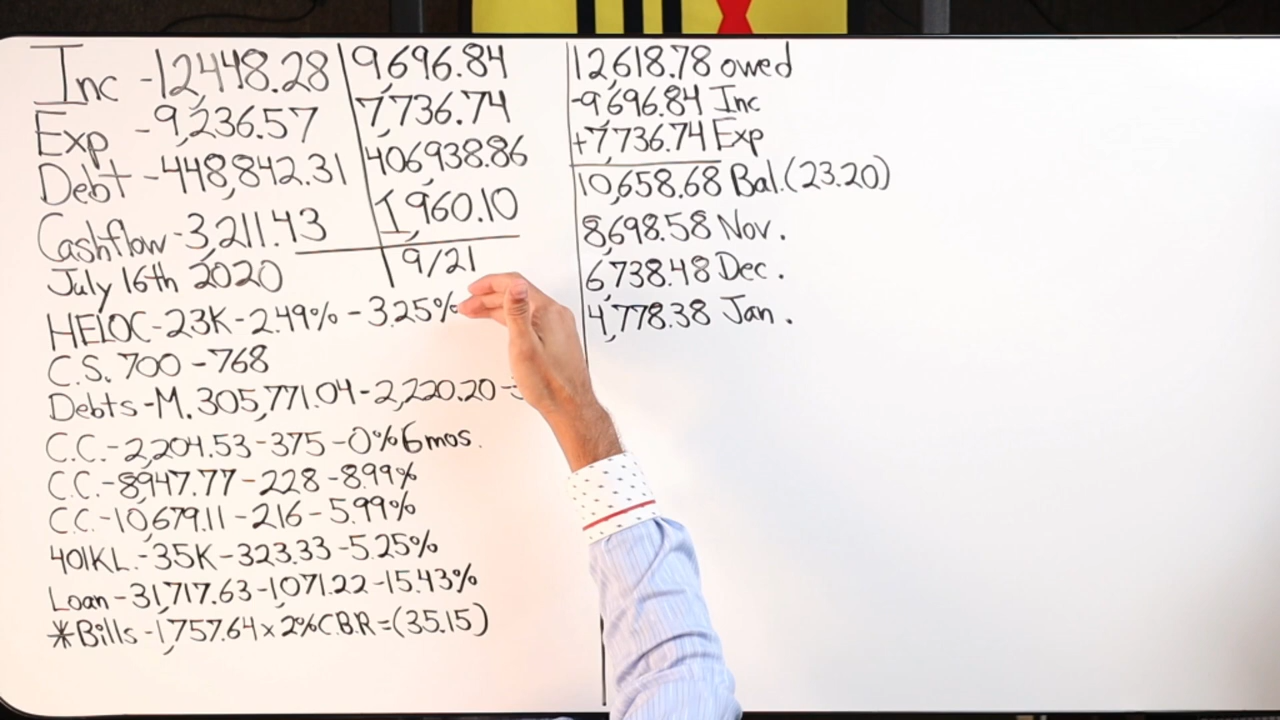 Inc -12,448.28
Exp -9,236.57
Debt -448,842.31
Cashflow -3,211.43
July 16th 2020
9,696.84
7,736.74
406,938.86
1,960.10
9/21
HELOC-23K-2.49% - 3.25%
C.S. 700 - 768
Debts -M. 305,771.04-2,220.20-
C.C.-2,204.53-375-0% 6mos.
C.C.-8,947.77-228-8.99%
C.C.-10,679.11-216-5.99%
401KL.-35K-323.33-5.25%
Loan-31,717.63-1,071.22-15.43%
*Bills-1,757.64x2%C.B.R=(35.15)
12,618.78 owed
-9,696.84 Inc
+7,736.74 Exp
10,658.68 Bal.(23.20)
8,698.58 Nov.
6,738.48 Dec.
4,778.38 Jan.